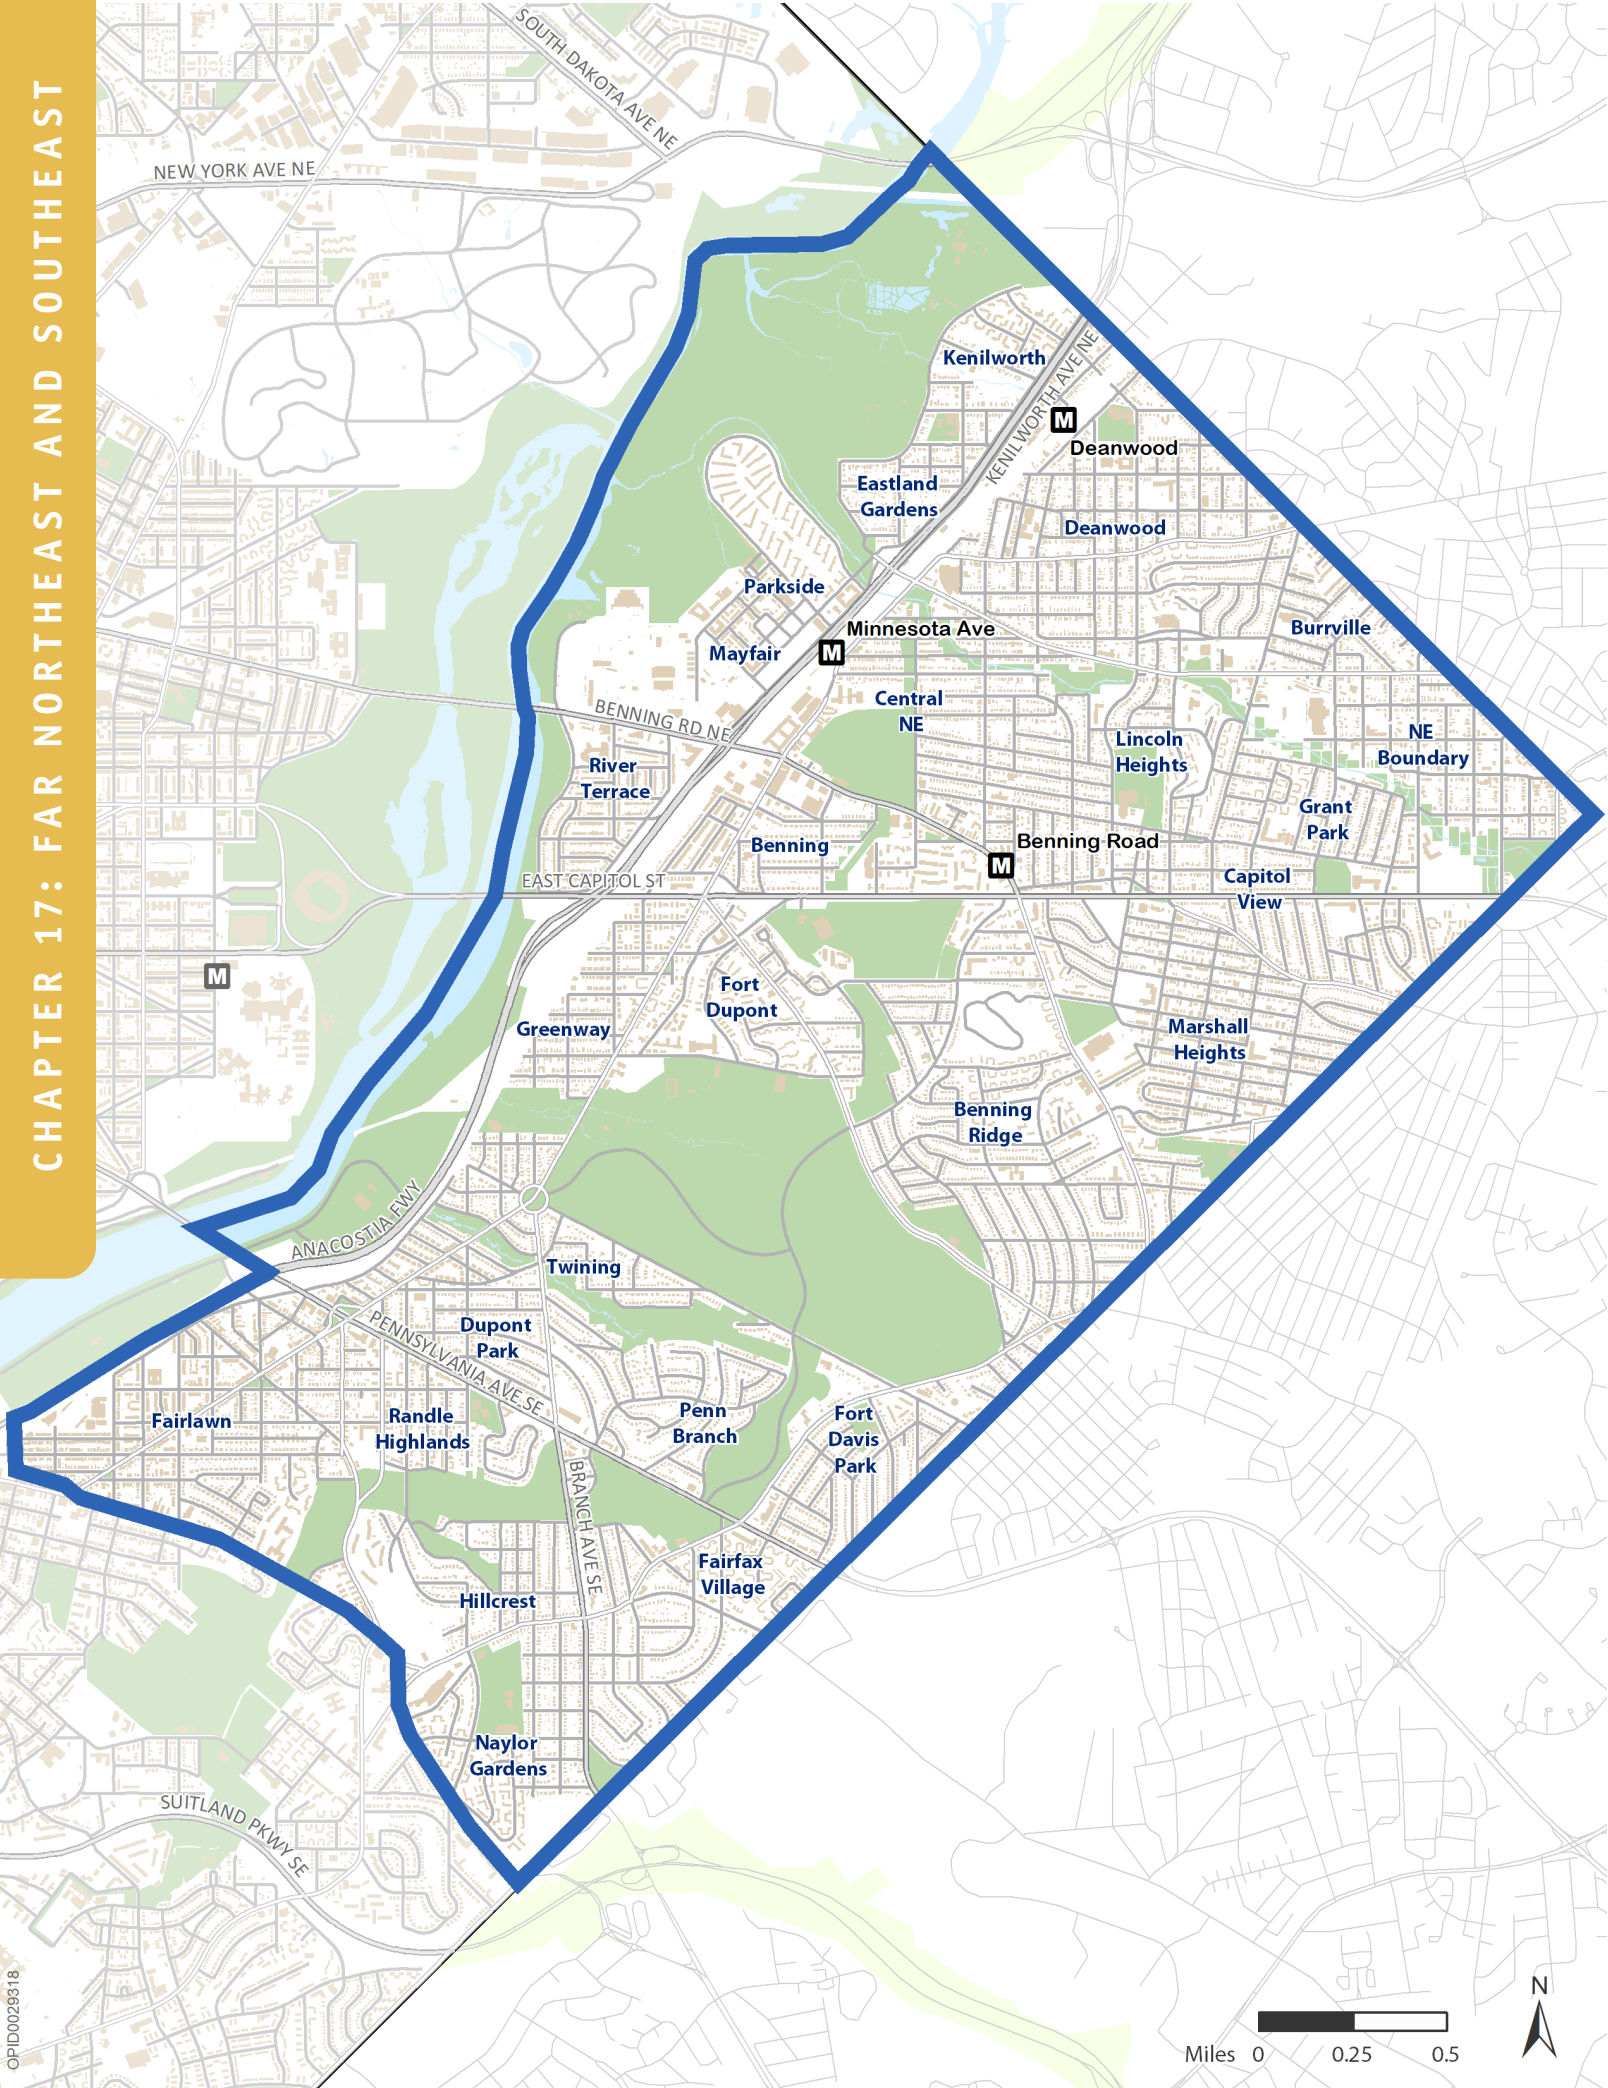 CHAPTER 17: FAR NORTHEAST AND SOUTHEAST
SOUTH DAKOTA AVE NE
NEW YORK AVE NE
Kenilworth
KENILWORTH AVE NE
M
Deanwood
Eastland
Gardens
Deanwood
Parkside
Minnesota Ave
M
Mayfair
Burrville
Central
NE
BENNING RD NE
Lincoln
Heights
NE
Boundary
River
Terrace
Grant
Park
Benning
Benning Road
M
EAST CAPITOL ST
Capitol
View
M
Fort
Dupont
Greenway
Marshall
Heights
Benning
Ridge
ANACOSTIA FWY
Twining
PENNSYLVANIA AVE SE
Dupont
Park
Fairlawn
Randle
Highlands
Penn
Branch
Fort
Davis
Park
BRANCH AVE SE
Fairfax
Village
Hillcrest
Naylor
Gardens
SUITLAND PKWY SE
OPID0029318
N
Miles 0 0.25 0.5